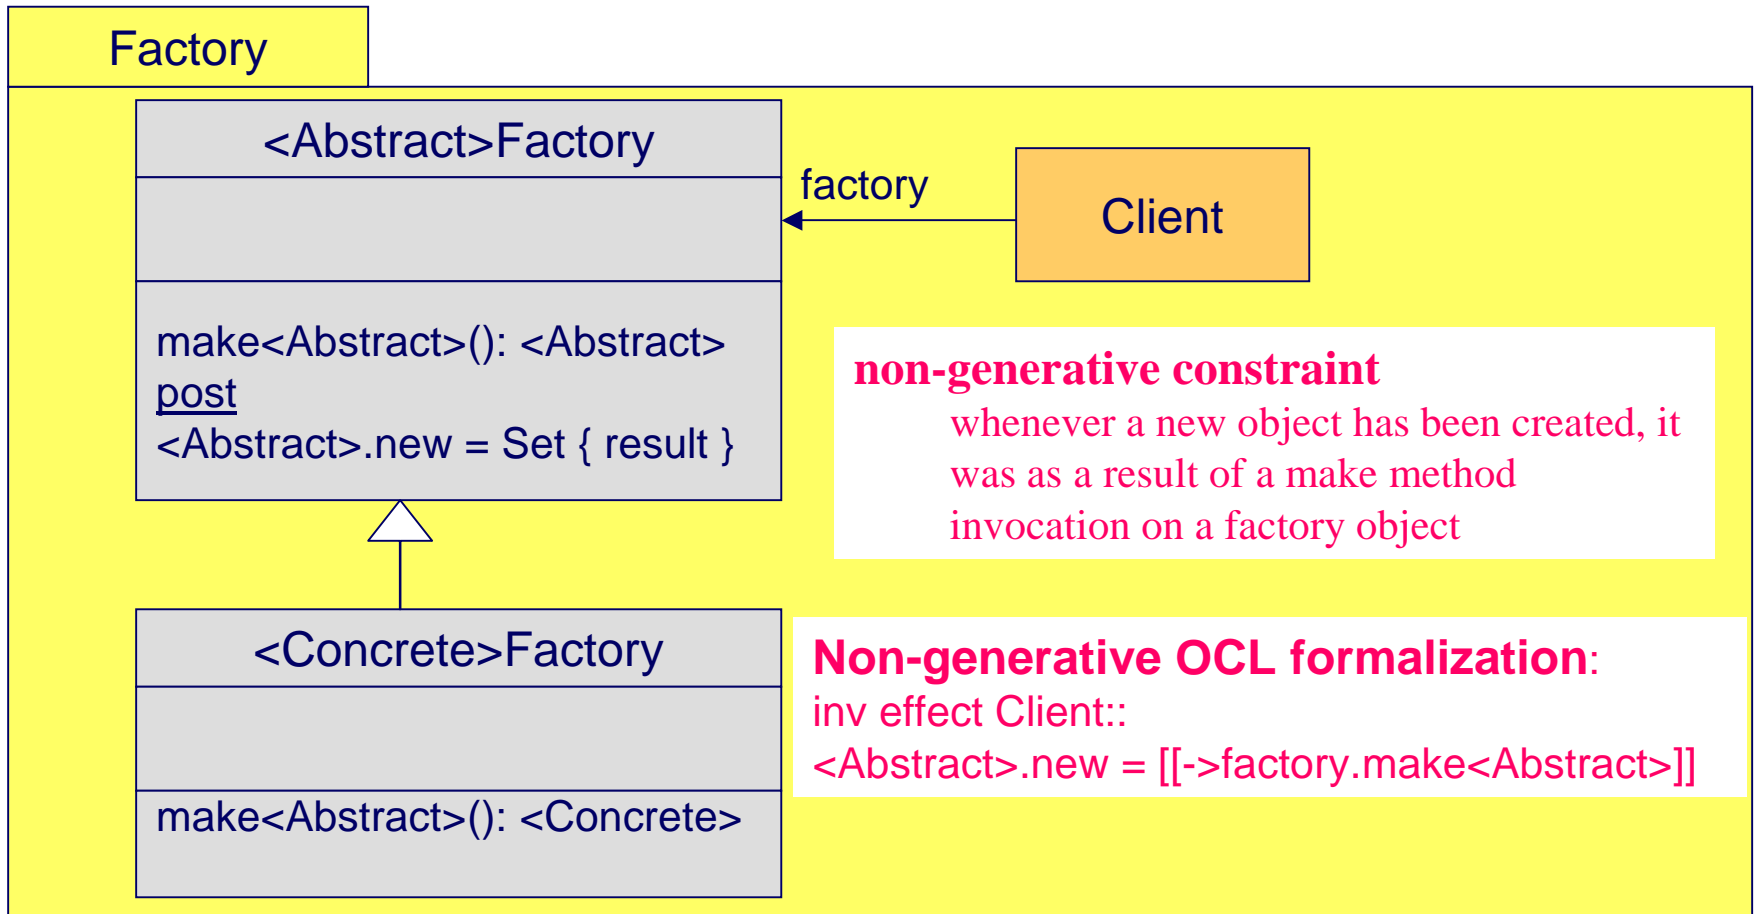 Factory
<Abstract>Factory
make<Abstract>(): <Abstract>
post
<Abstract>.new = Set { result }
factory
Client
non-generative constraint
whenever a new object has been created, it
was as a result of a make method
invocation on a factory object
<Concrete>Factory
make<Abstract>(): <Concrete>
Non-generative OCL formalization:
inv effect Client::
<Abstract>.new = [[->factory.make<Abstract>]]